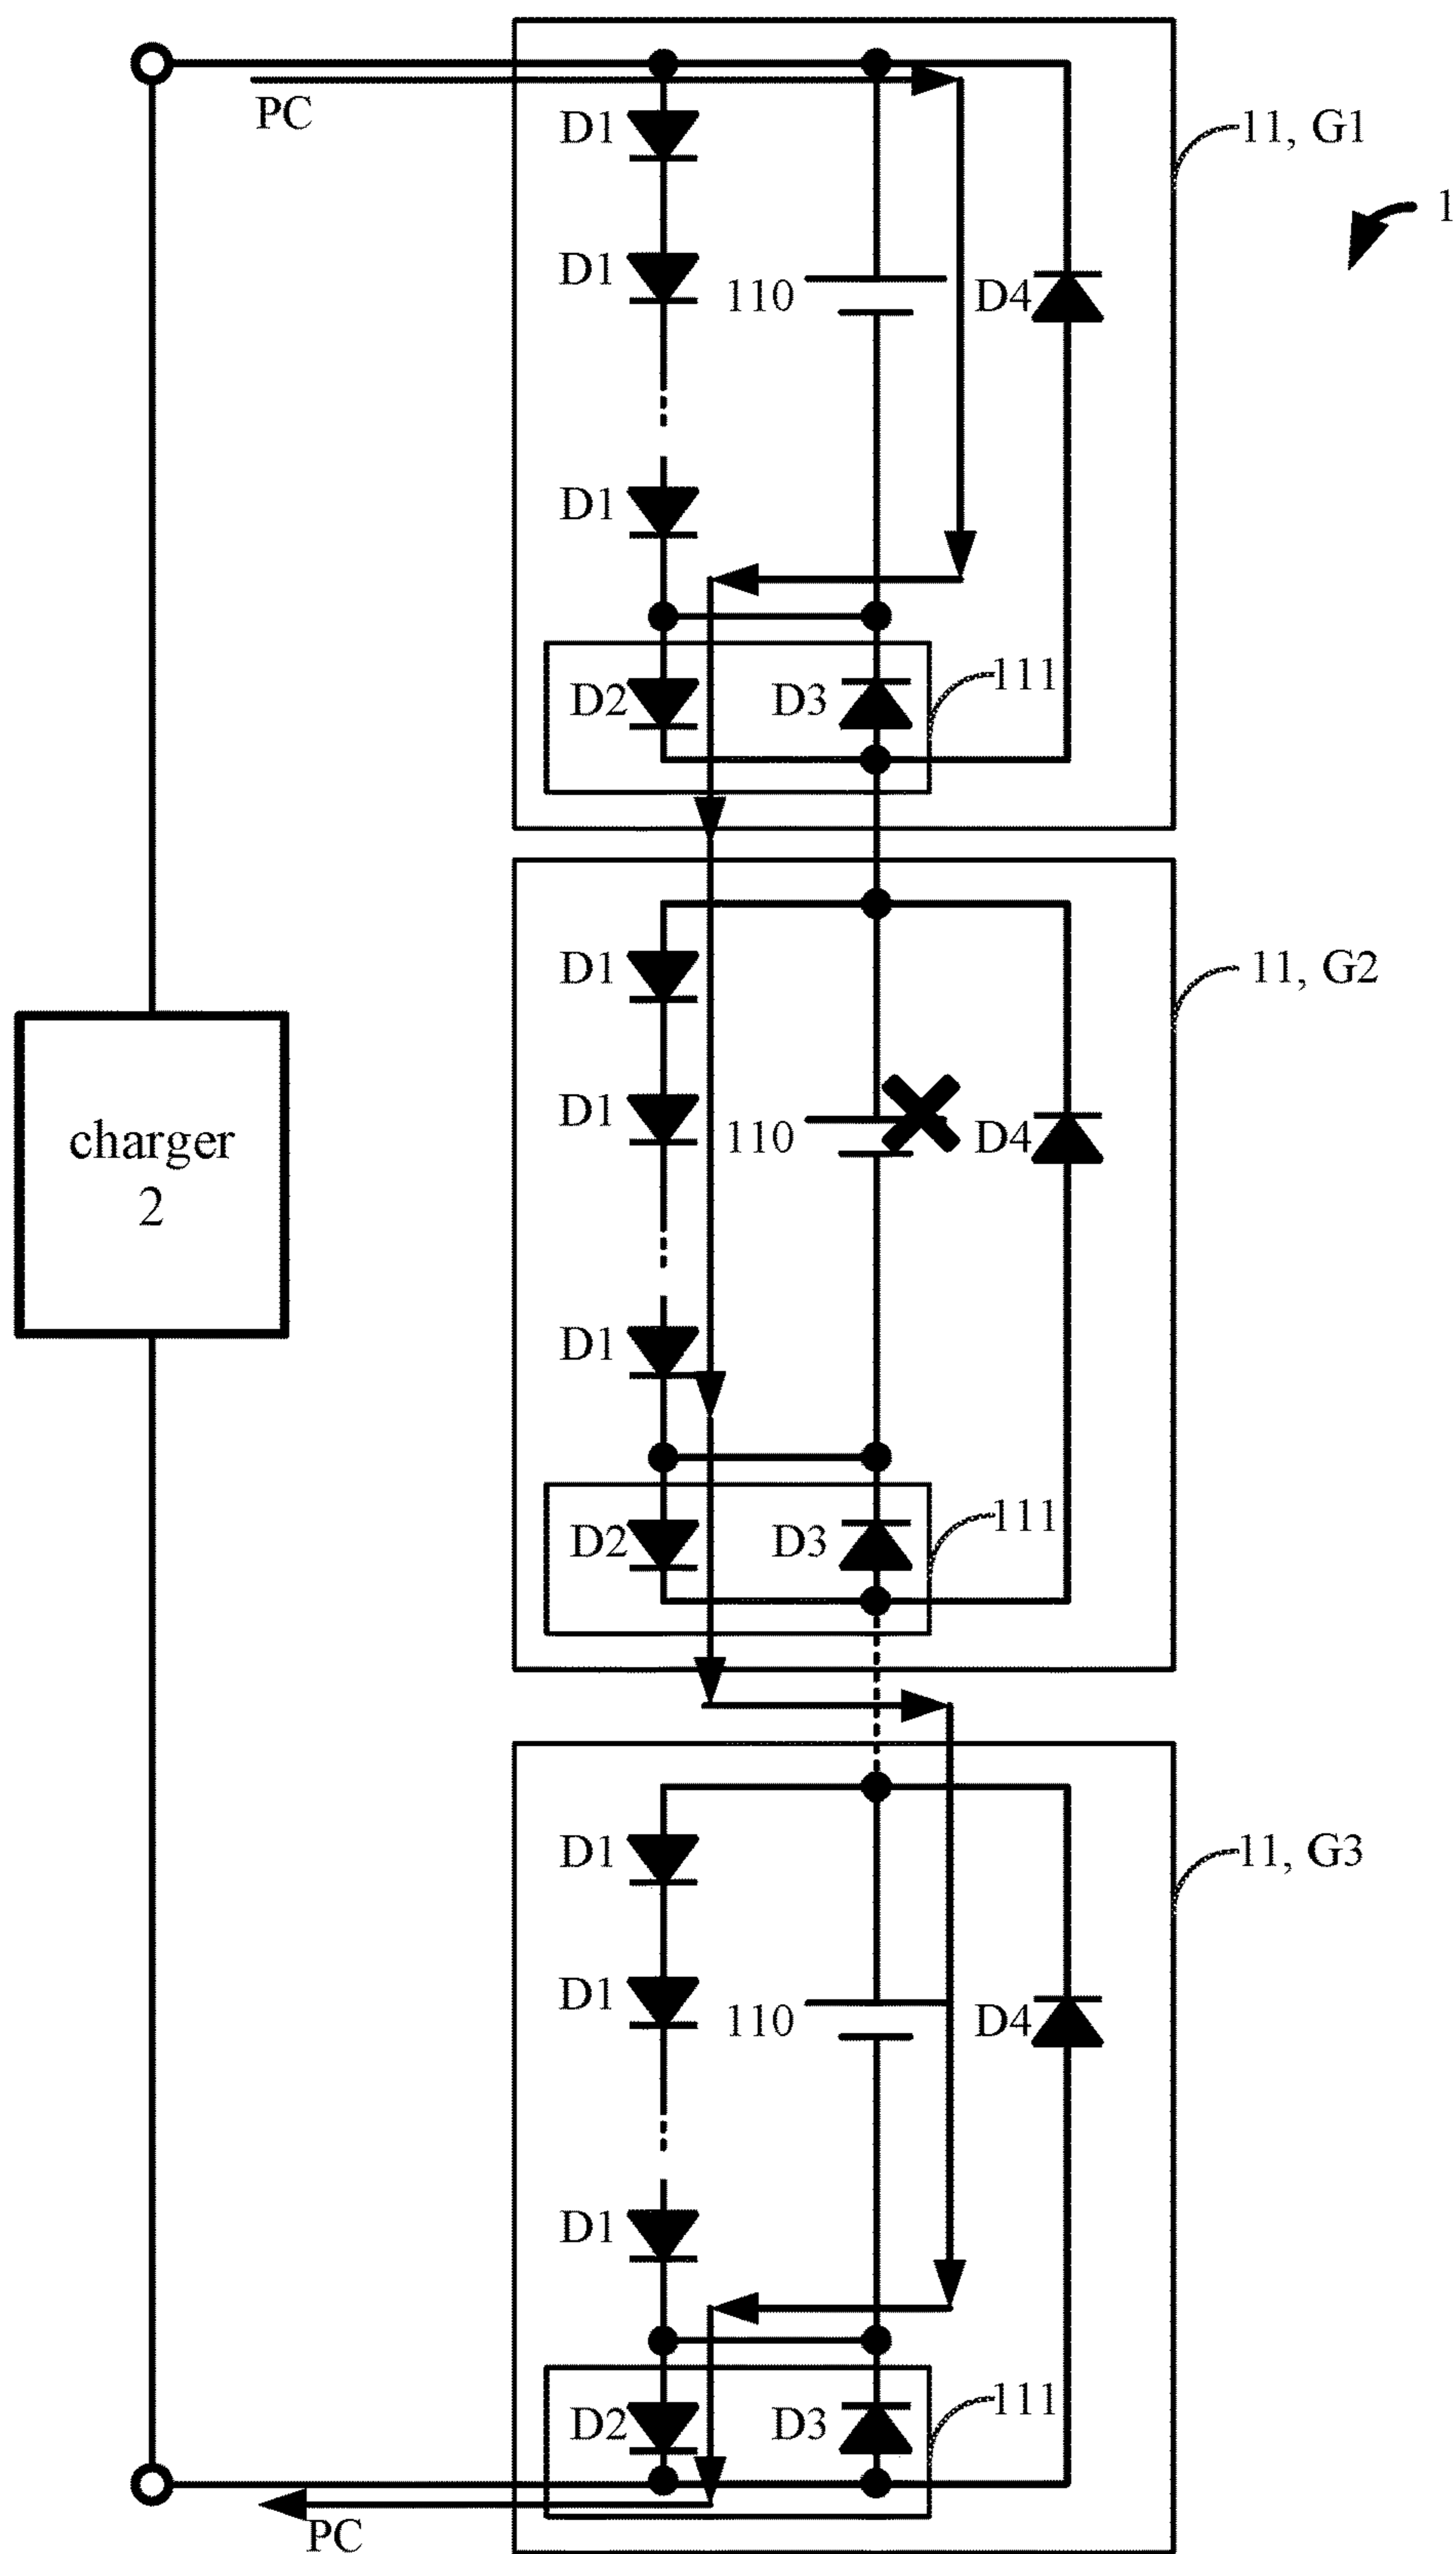 PC
D1
11, G1
1
D1
110
D4
D1
D2
D3
111
D1
11, G2
D1
110
D4
charger
2
D1
D2
D3
111
D1
11, G3
D1
110
D4
D1
D2
D3
111
PC